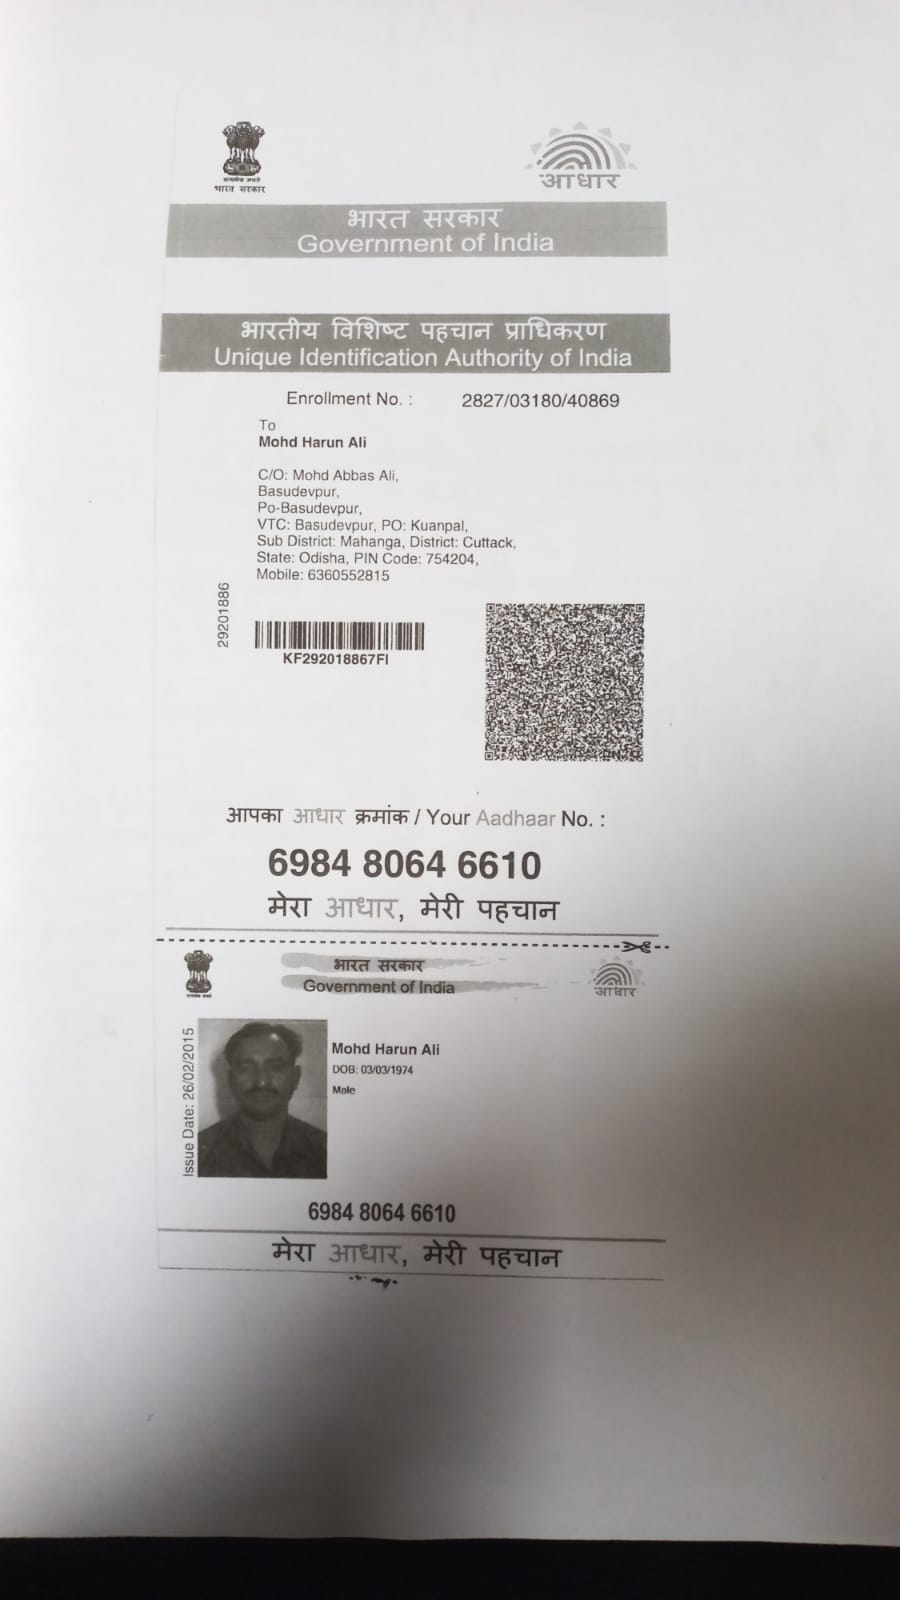 सत्यमेव जयते
भारत सरकार
आधार
भारत सरकार
Government of India
भारतीय विशिष्ट पहचान प्राधिकरण
Unique Identification Authority of India
Enrollment No. : 2827/03180/40869
To
Mohd Harun Ali
C/O: Mohd Abbas Ali,
Basudevpur,
Po-Basudevpur,
VTC: Basudevpur, PO: Kuanpal,
Sub District: Mahanga, District: Cuttack,
State: Odisha, PIN Code: 754204,
Mobile: 6360552815
29201886
KF292018867FI
आपका आधार क्रमांक / Your Aadhaar No. :
6984 8064 6610
मेरा आधार, मेरी पहचान
सत्यमेव जयते
भारत सरकार
Government of India
आधार
Issue Date: 26/02/2015
Mohd Harun Ali
DOB: 03/03/1974
Male
6984 8064 6610
मेरा आधार, मेरी पहचान